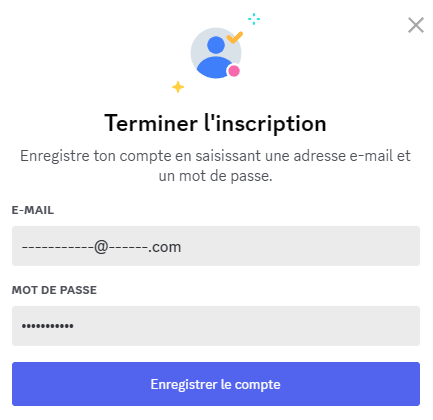 Terminer l'inscription
Enregistre ton compte en saisissant une adresse e-mail et
un mot de passe.
E-MAIL
-----------@------.com
MOT DE PASSE
•••••••••••
Enregistrer le compte